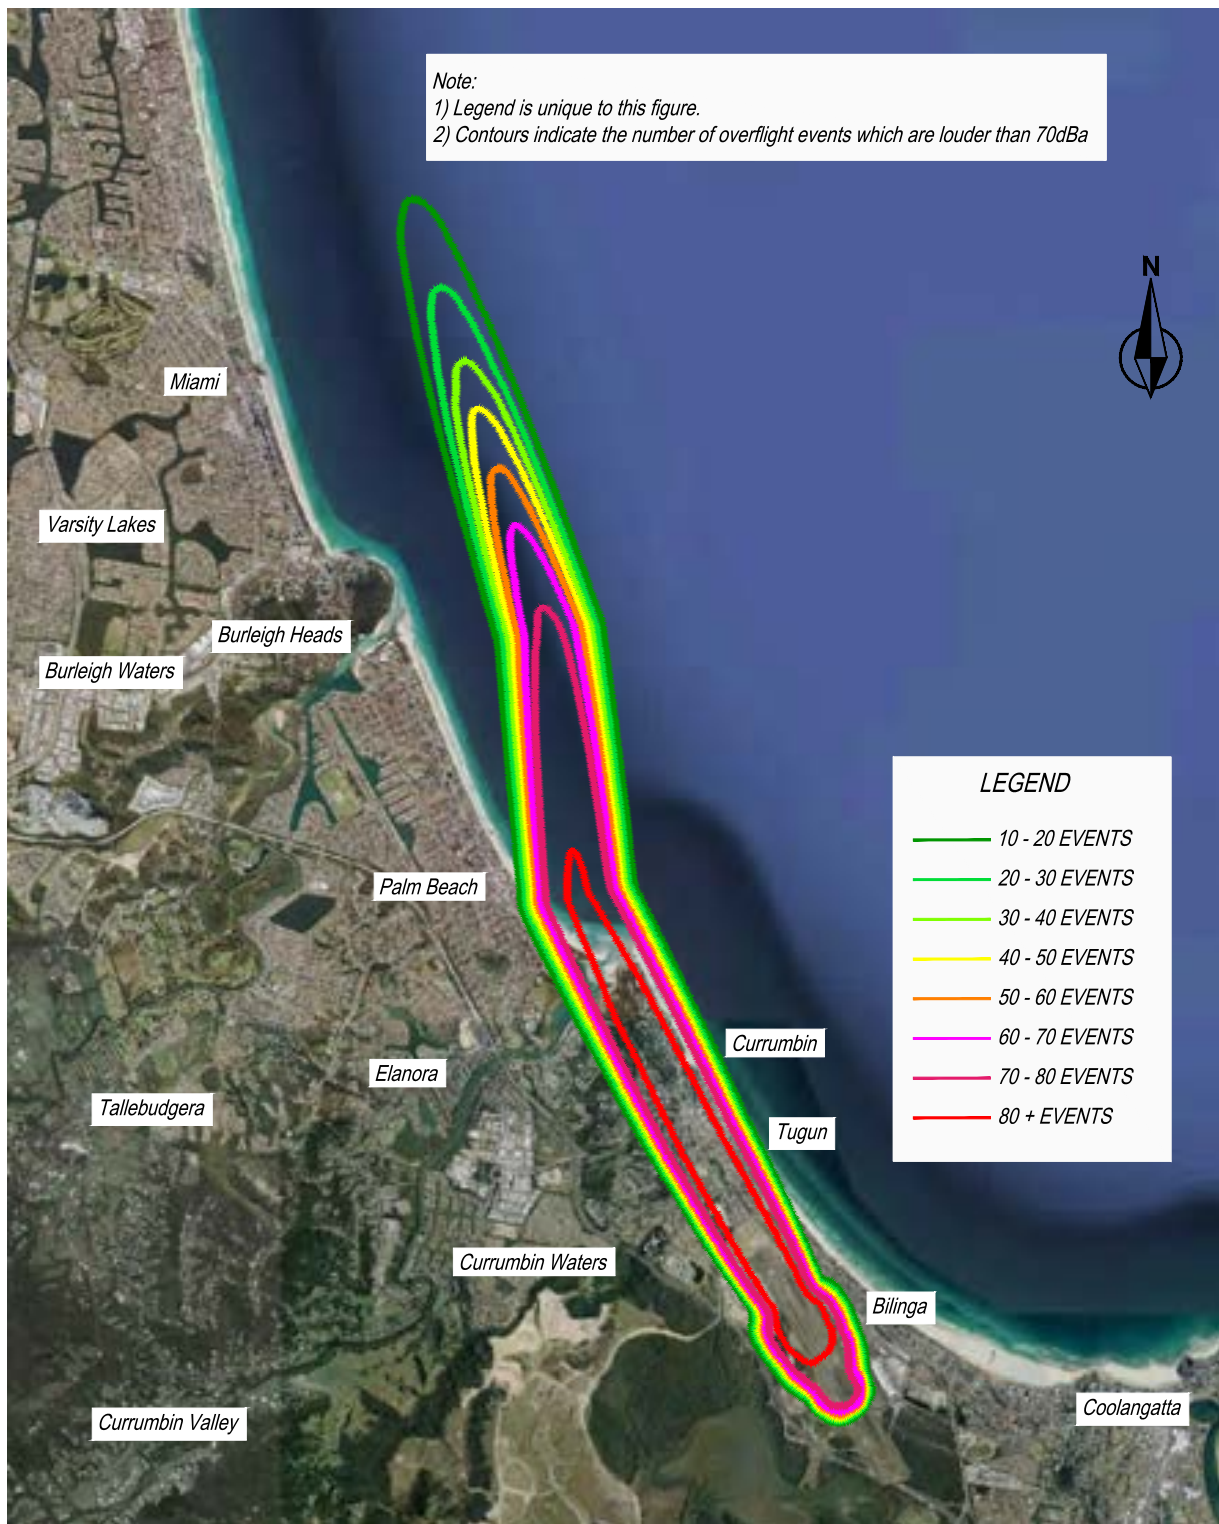 Note:
1) Legend is unique to this figure.
2) Contours indicate the number of overflight events which are louder than 70dBa
N
Miami
Varsity Lakes
Burleigh Heads
Burleigh Waters
LEGEND
10 - 20 EVENTS
20 - 30 EVENTS
30 - 40 EVENTS
40 - 50 EVENTS
50 - 60 EVENTS
60 - 70 EVENTS
70 - 80 EVENTS
80 + EVENTS
Palm Beach
Currumbin
Elanora
Tallebudgera
Tugun
Currumbin Waters
Bilinga
Coolangatta
Currumbin Valley